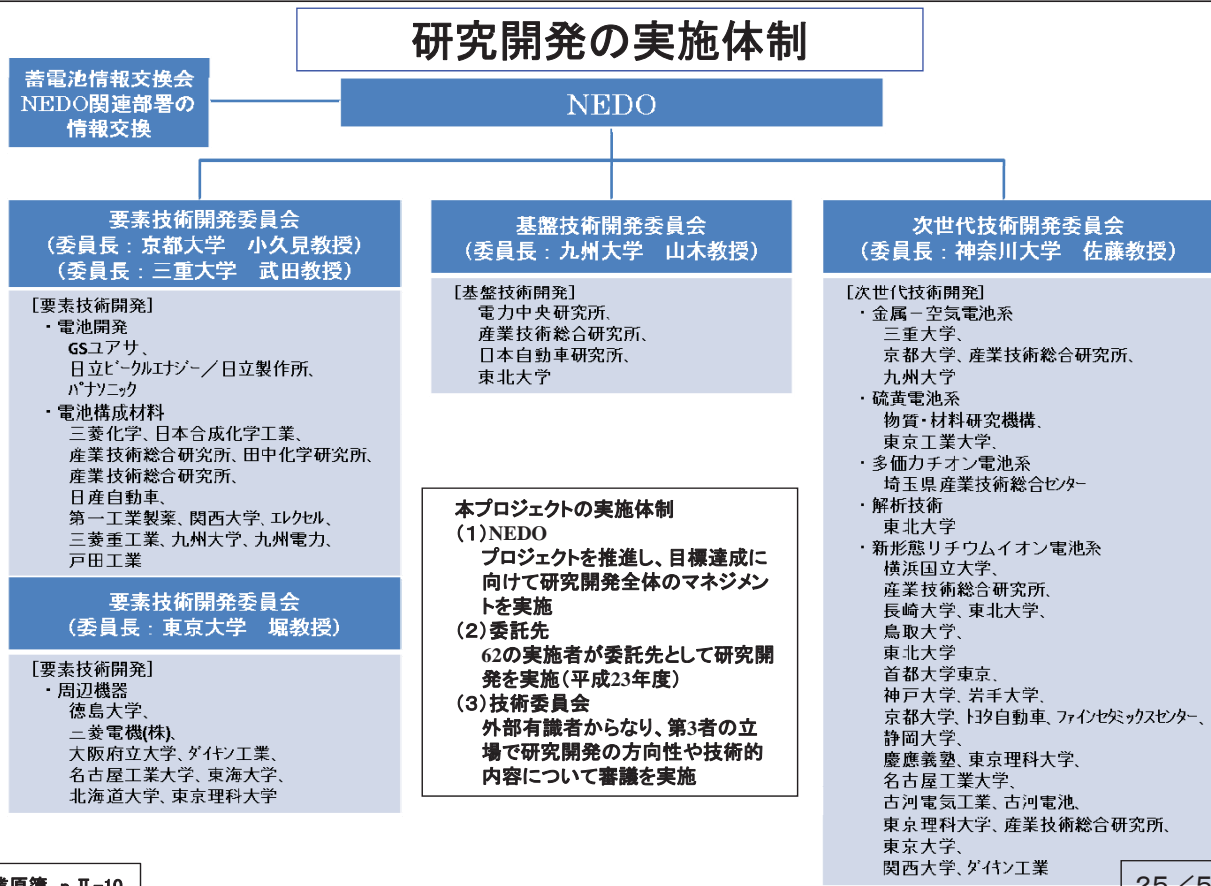 研究開発の実施体制
蓄電池情報交換会
NEDO関連部署の
情報交換
NEDO
要素技術開発委員会
(委員長：京都大学　小久見教授)
(委員長：三重大学　武田教授)
[要素技術開発]
・電池開発
GSユアサ、
日立ビークルエナジー／日立製作所、
パナソニック
・電池構成材料
三菱化学、日本合成化学工業、
産業技術総合研究所、田中化学研究所、
産業技術総合研究所、
日産自動車、
第一工業製薬、関西大学、エレクセル、
三菱重工業、九州大学、九州電力、
戸田工業
要素技術開発委員会
(委員長：東京大学　堀教授)
[要素技術開発]
・周辺機器
徳島大学、
三菱電機(株)、
大阪府立大学、ダイキン工業、
名古屋工業大学、東海大学、
北海道大学、東京理科大学
基盤技術開発委員会
(委員長：九州大学　山木教授)
[基盤技術開発]
電力中央研究所、
産業技術総合研究所、
日本自動車研究所、
東北大学
本プロジェクトの実施体制
(1)NEDO
プロジェクトを推進し、目標達成に
向けて研究開発全体のマネジメン
トを実施
(2)委託先
62の実施者が委託先として研究開
発を実施(平成23年度)
(3)技術委員会
外部有識者からなり、第3者の立
場で研究開発の方向性や技術的
内容について審議を実施
次世代技術開発委員会
(委員長：神奈川大学　佐藤教授)
[次世代技術開発]
・金属－空気電池系
三重大学、
京都大学、産業技術総合研究所、
九州大学
・硫黄電池系
物質・材料研究機構、
東京工業大学、
・多価カチオン電池系
埼玉県産業技術総合センター
・解析技術
東北大学
・新形態リチウムイオン電池系
横浜国立大学、
産業技術総合研究所、
長崎大学、東北大学、
鳥取大学、
東北大学
首都大学東京、
神戸大学、岩手大学、
京都大学、トヨタ自動車、ファインセラミックスセンター、
静岡大学、
慶應義塾、東京理科大学、
名古屋工業大学、
古河電気工業、古河電池、
東京理科大学、産業技術総合研究所、
東京大学、
関西大学、ダイキン工業
業原簿 p Ⅱ-10
25／5